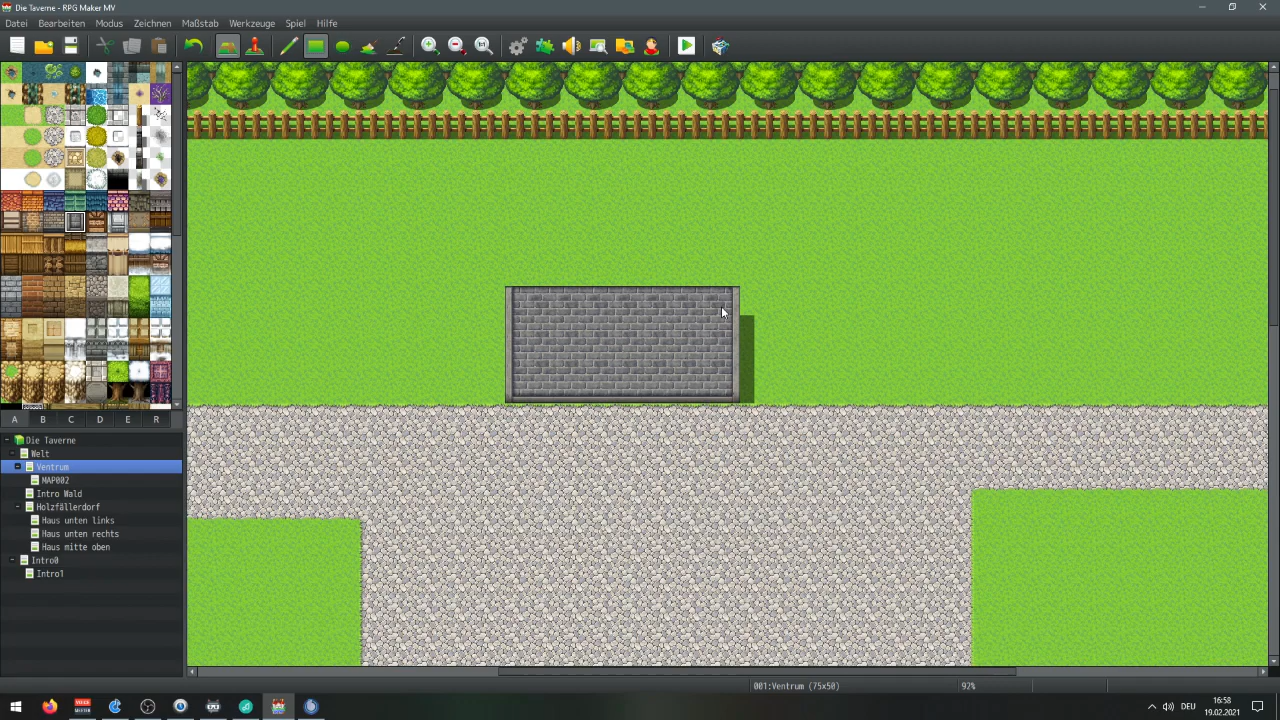 Die Taverne - RPG Maker MV
Datei Bearbeiten Modus Zeichnen Maßstab Werkzeuge Spiel Hilfe
A B C D E R
Die Taverne
Welt
Ventrum
MAP002
Intro Wald
Holzfällerdorf
Haus unten links
Haus unten rechts
Haus mitte oben
Intro0
Intro1
001:Ventrum (75x50) 92%
DEU
16:58
19.02.2021